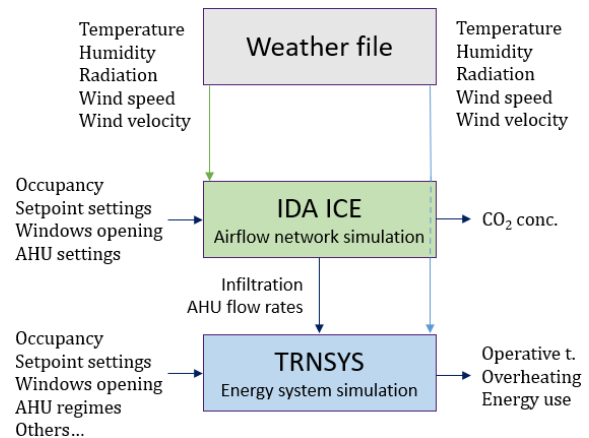 Temperature
Humidity
Radiation
Wind speed
Wind velocity
Weather file
Temperature
Humidity
Radiation
Wind speed
Wind velocity
Occupancy
Setpoint settings
Windows opening
AHU settings
IDA ICE
Airflow network simulation
CO₂ conc.
Infiltration
AHU flow rates
Occupancy
Setpoint settings
Windows opening
AHU regimes
Others...
TRNSYS
Energy system simulation
Operative t.
Overheating
Energy use